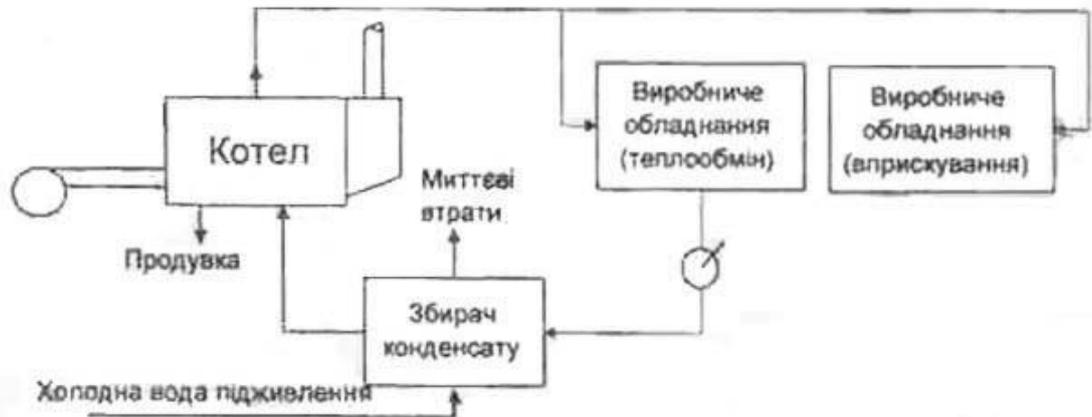 Виробниче
обладнання
(теплообмін)
Виробниче
обладнання
(вприскування)
Котел
Миттєві
втрати
Продувка
Збирач
конденсату
Холодна вода підживлення